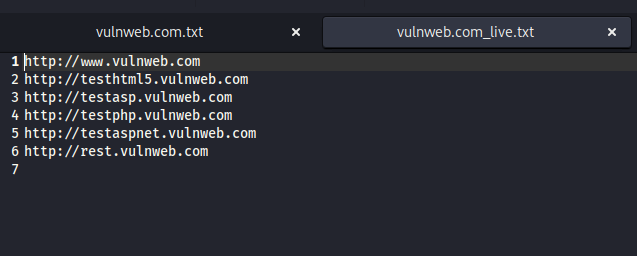 vulnweb.com.txt × vulnweb.com_live.txt ×
1 http://www.vulnweb.com
2 http://testhtml5.vulnweb.com
3 http://testasp.vulnweb.com
4 http://testphp.vulnweb.com
5 http://testaspnet.vulnweb.com
6 http://rest.vulnweb.com
7